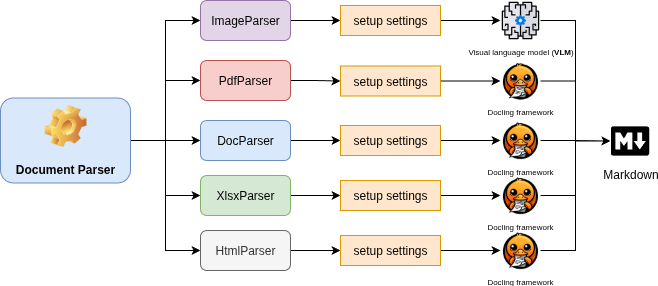 ImageParser
setup settings
Visual language model (VLM)
PdfParser
setup settings
Docling framework
Document Parser
DocParser
setup settings
Docling framework
M
Markdown
XlsxParser
setup settings
Docling framework
HtmlParser
setup settings
Docling framework